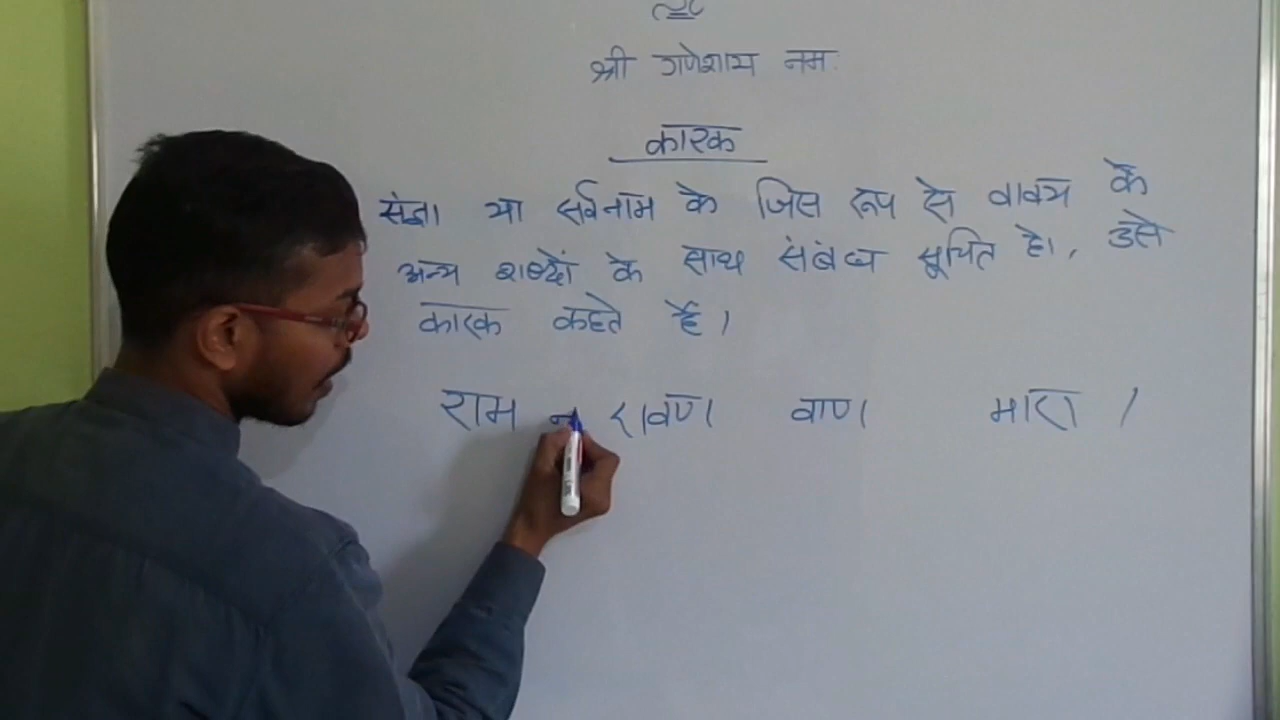 श्री गणेशाय नम:
कारक
संज्ञा या सर्वनाम के जिस रूप से वाक्य के
अन्य शब्दों के साथ संबंध सूचित हो, उसे
कारक कहते हैं।
राम न रावण वाण मारा ।